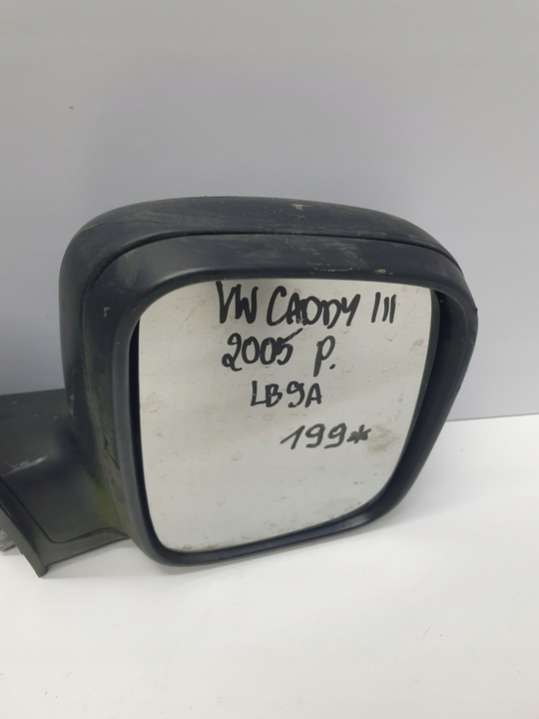 VW CADDY III
2005 P.
LB9A
199*